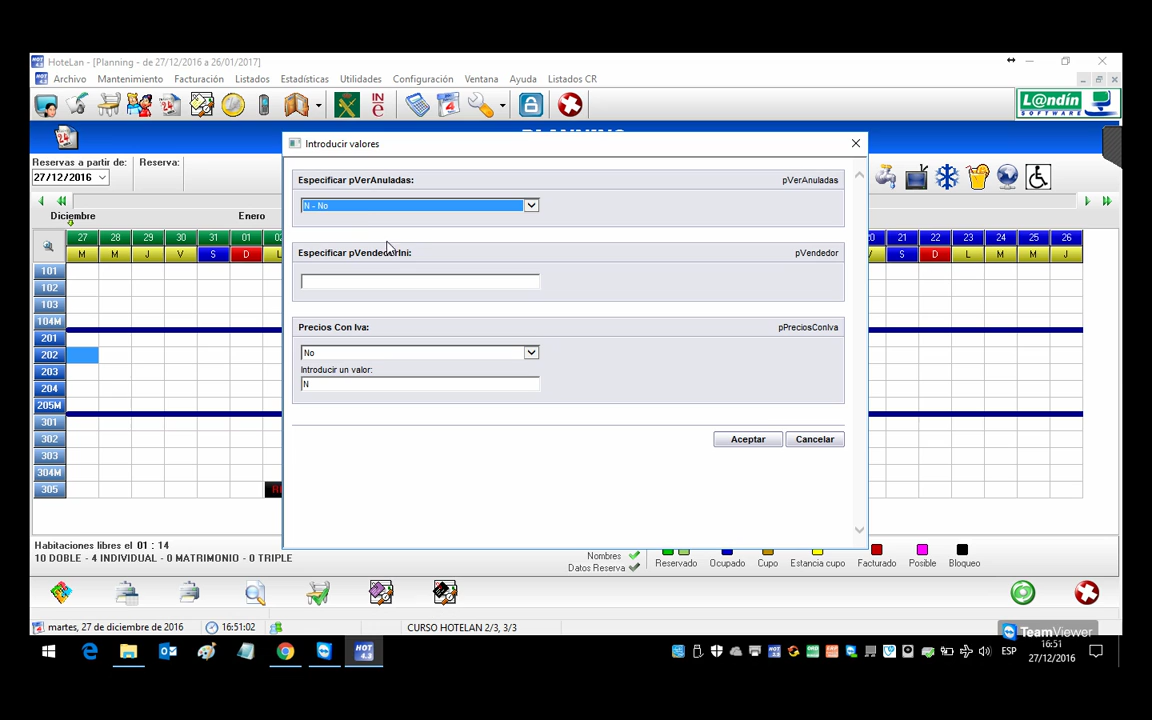 HoteLan - [Planning - de 27/12/2016 a 26/01/2017]
Archivo Mantenimiento Facturación Listados Estadísticas Utilidades Configuración Ventana Ayuda Listados CR
L@ndín
SOFTWARE
Introducir valores
Reservas a partir de: Reserva:
27/12/2016
Especificar pVerAnuladas: pVerAnuladas
N - No
Diciembre Enero
27 28 29 30 31 01 21 22 23 24 25 26
M M J V S D L S D L M M J
Especificar pVendedorIni: pVendedor
101
102
103
104M
201
202
203
204
205M
301
302
303
304M
305
Precios Con Iva: pPreciosConIva
No
Introducir un valor:
N
Aceptar Cancelar
Habitaciones libres el 01 : 14
10 DOBLE - 4 INDIVIDUAL - 0 MATRIMONIO - 0 TRIPLE
Nombres
Datos Reserva
Reservado Ocupado Cupo Estancia cupo Facturado Posible Bloqueo
martes, 27 de diciembre de 2016 16:51:02 CURSO HOTELAN 2/3, 3/3
TeamViewer
ESP
16:51
27/12/2016